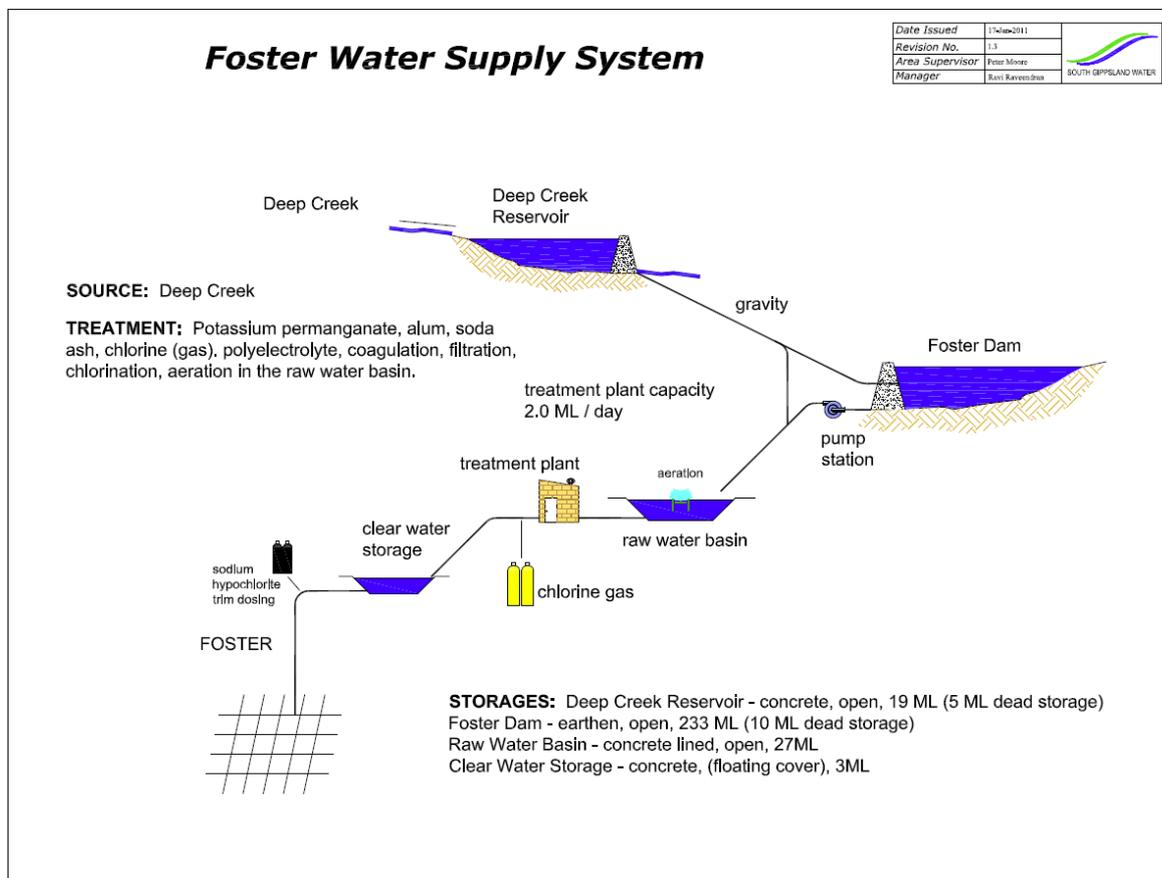 Foster Water Supply System
Date Issued 17-Jan-2011
Revision No. 1.3
Area Supervisor Peter Moore
Manager Ravi Raveendran
SOUTH GIPPSLAND WATER
Deep Creek
Deep Creek
Reservoir
SOURCE: Deep Creek
TREATMENT: Potassium permanganate, alum, soda
ash, chlorine (gas). polyelectrolyte, coagulation, filtration,
chlorination, aeration in the raw water basin.
gravity
Foster Dam
treatment plant capacity
2.0 ML / day
pump
station
treatment plant
aeration
raw water basin
clear water
storage
chlorine gas
sodium
hypochlorite
trim dosing
FOSTER
STORAGES: Deep Creek Reservoir - concrete, open, 19 ML (5 ML dead storage)
Foster Dam - earthen, open, 233 ML (10 ML dead storage)
Raw Water Basin - concrete lined, open, 27ML
Clear Water Storage - concrete, (floating cover), 3ML